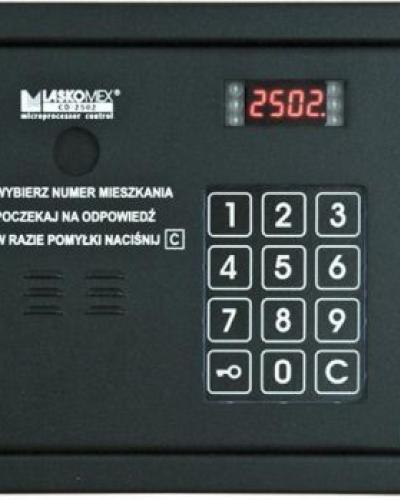 LASKOMEX®
CD 2502
microprocessor control
2502.
WYBIERZ NUMER MIESZKANIA
POCZEKAJ NA ODPOWIEDŹ
W RAZIE POMYŁKI NACIŚNIJ C
1 2 3
4 5 6
7 8 9
0 C